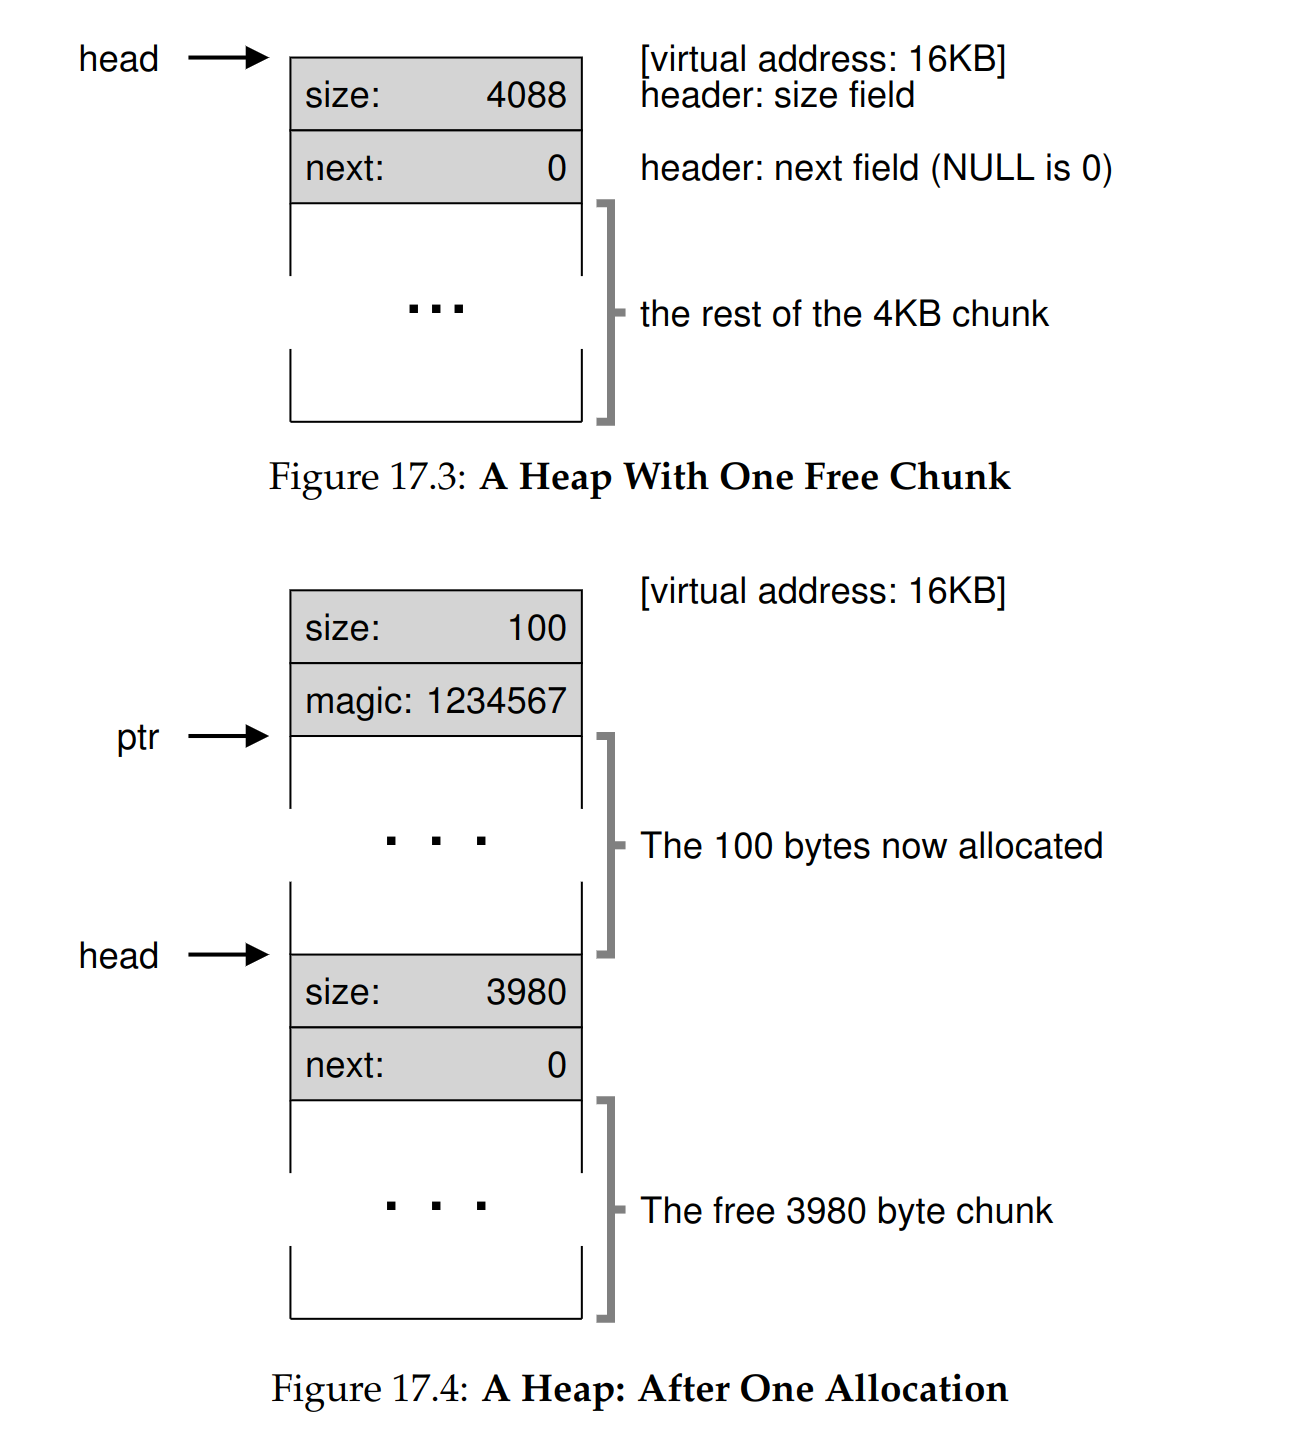 head
[virtual address: 16KB]
size: 4088
header: size field
next: 0
header: next field (NULL is 0)
...
the rest of the 4KB chunk
Figure 17.3: A Heap With One Free Chunk
[virtual address: 16KB]
size: 100
magic: 1234567
ptr
. . .
The 100 bytes now allocated
head
size: 3980
next: 0
. . .
The free 3980 byte chunk
Figure 17.4: A Heap: After One Allocation